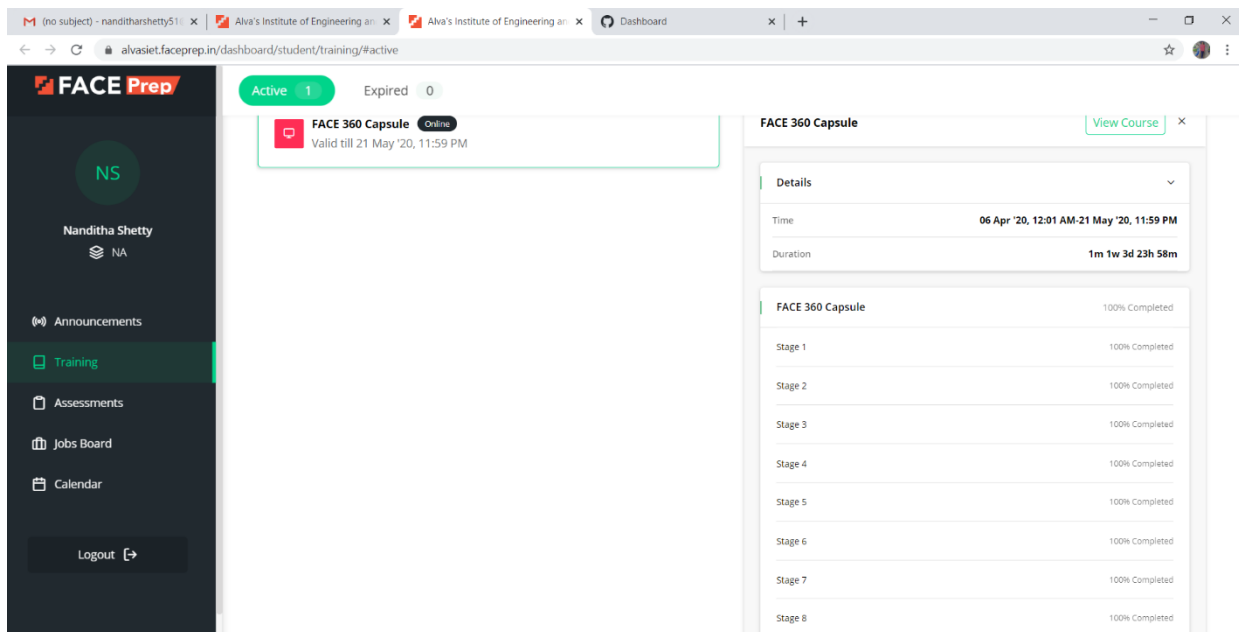 (no subject) - nanditharshetty51
Alva's Institute of Engineering an
Alva's Institute of Engineering an
Dashboard
alvasiet.faceprep.in/dashboard/student/training/#active
FACE Prep
NS
Nanditha Shetty
NA
Announcements
Training
Assessments
Jobs Board
Calendar
Logout
Active 1
Expired 0
FACE 360 Capsule Online
Valid till 21 May '20, 11:59 PM
FACE 360 Capsule
View Course
Details
Time 06 Apr '20, 12:01 AM-21 May '20, 11:59 PM
Duration 1m 1w 3d 23h 58m
FACE 360 Capsule 100% Completed
Stage 1 100% Completed
Stage 2 100% Completed
Stage 3 100% Completed
Stage 4 100% Completed
Stage 5 100% Completed
Stage 6 100% Completed
Stage 7 100% Completed
Stage 8 100% Completed